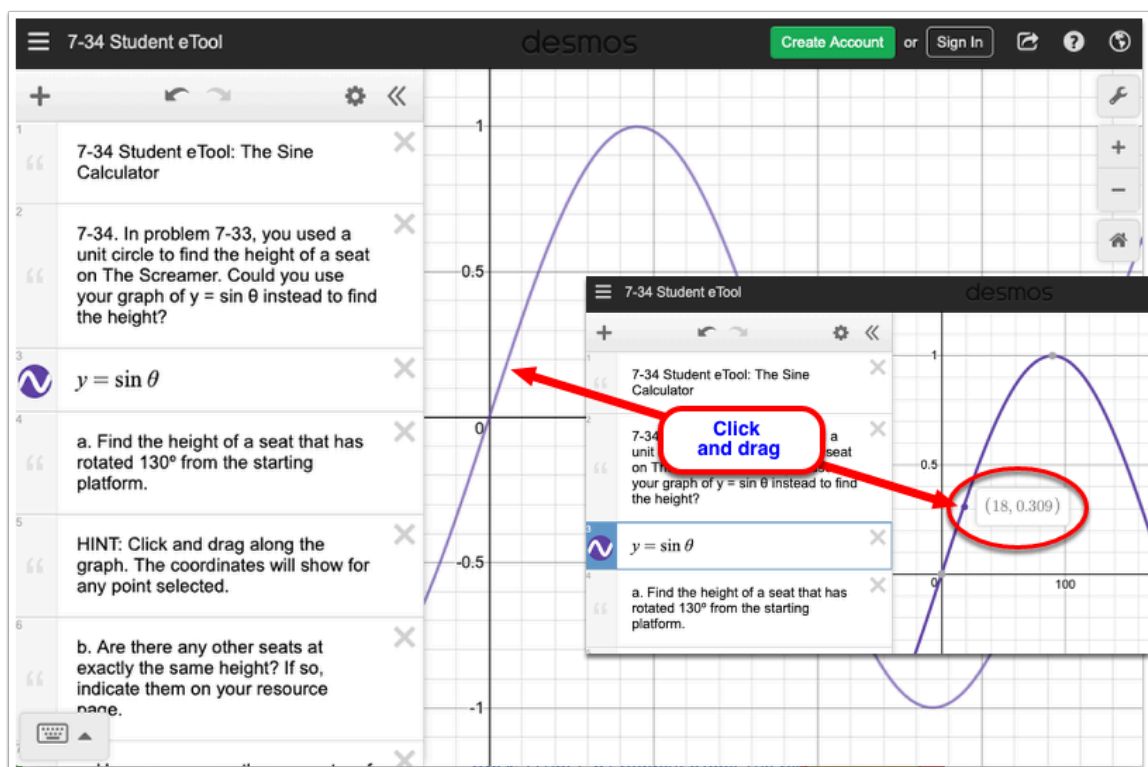 7-34 Student eTool
desmos
Create Account or Sign In
1
7-34 Student eTool: The Sine
Calculator
2
7-34. In problem 7-33, you used a
unit circle to find the height of a seat
on The Screamer. Could you use
your graph of y = sin θ instead to find
the height?
3
y = sin θ
4
a. Find the height of a seat that has
rotated 130º from the starting
platform.
5
HINT: Click and drag along the
graph. The coordinates will show for
any point selected.
6
b. Are there any other seats at
exactly the same height? If so,
indicate them on your resource
page.
1
0.5
0
-0.5
-1
7-34 Student eTool
desmos
1
7-34 Student eTool: The Sine
Calculator
2
7-34 a
unit seat
on
your graph of y = sin θ instead to find
the height?
3
y = sin θ
4
a. Find the height of a seat that has
rotated 130º from the starting
platform.
Click
and drag
1
0.5
(18, 0.309)
0
100